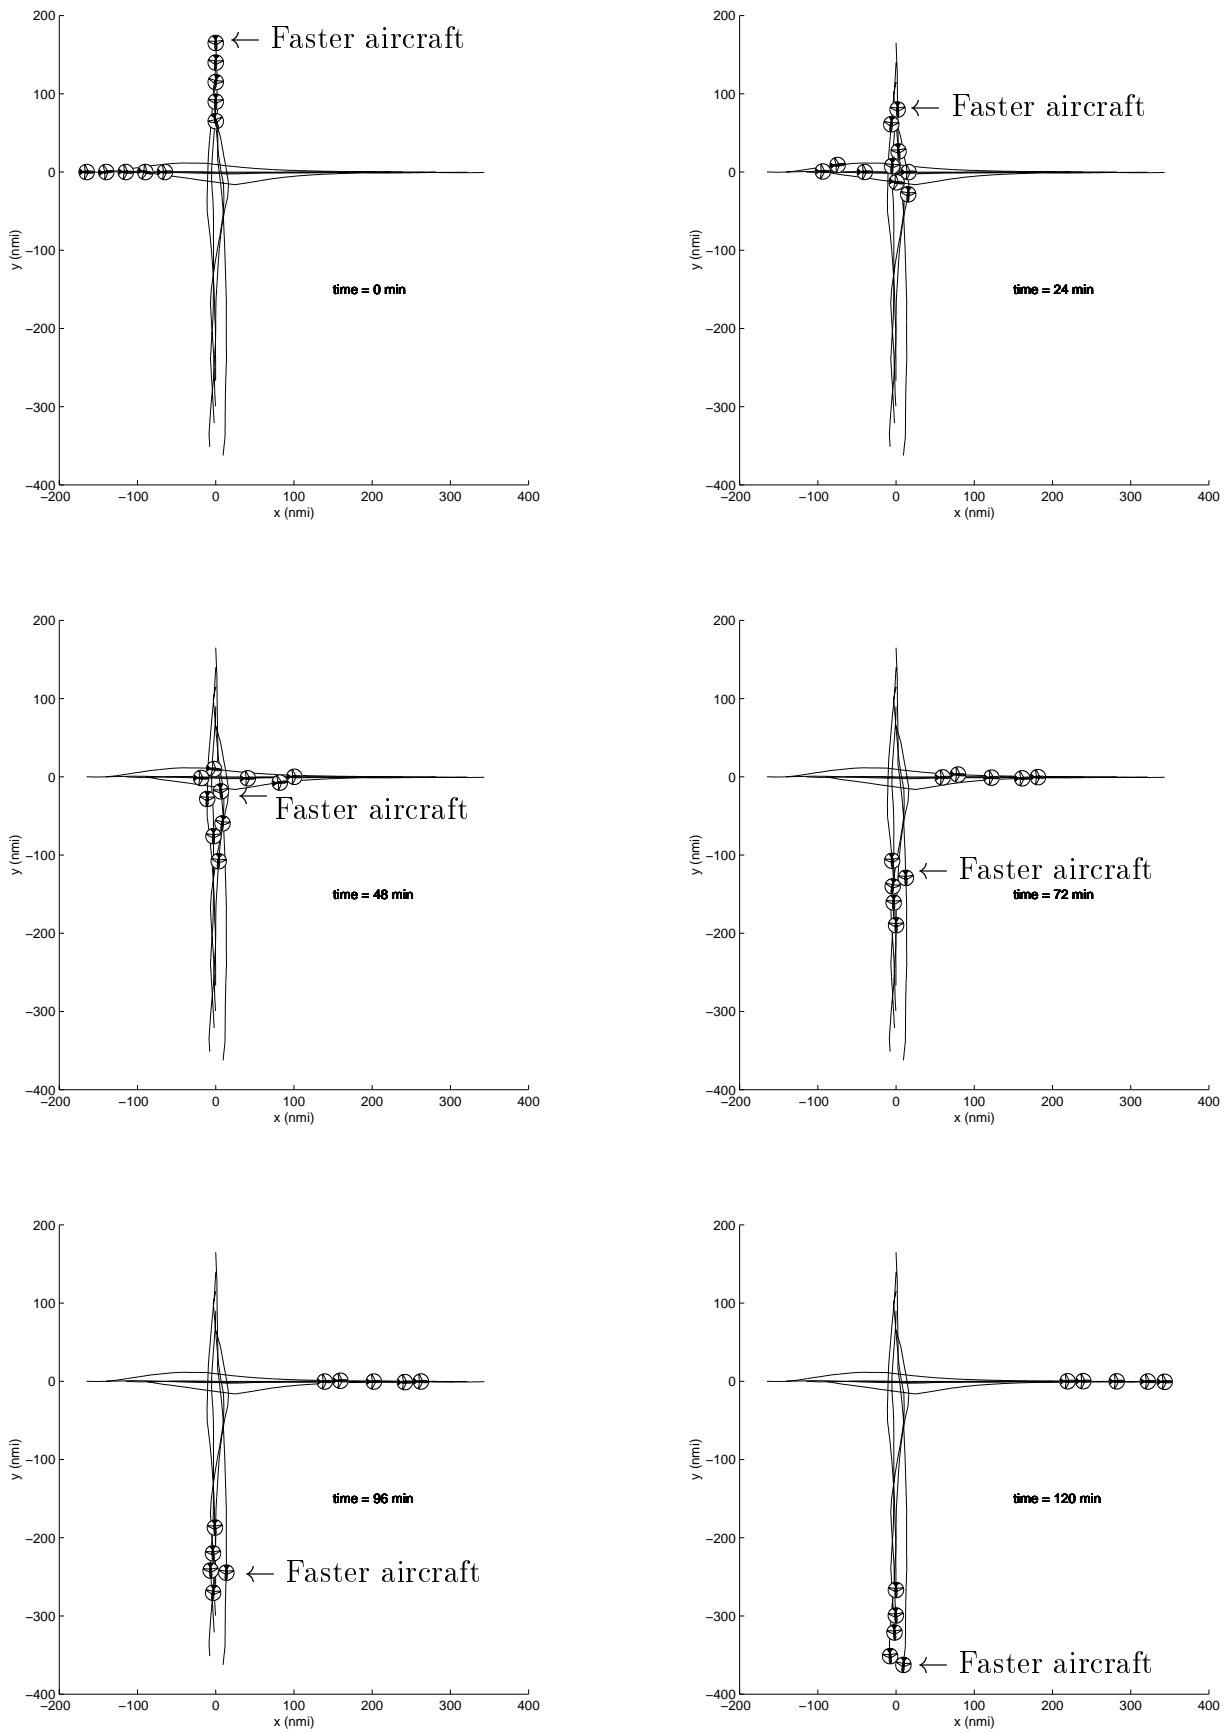 200
← Faster aircraft
100
0
−100
y (nmi)
time = 0 min
−200
−300
−400
−200 −100 0 100 200 300 400
x (nmi)
200
100
← Faster aircraft
0
−100
y (nmi)
time = 24 min
−200
−300
−400
−200 −100 0 100 200 300 400
x (nmi)
200
100
0
← Faster aircraft
−100
y (nmi)
time = 48 min
−200
−300
−400
−200 −100 0 100 200 300 400
x (nmi)
200
100
0
−100
← Faster aircraft
y (nmi)
time = 72 min
−200
−300
−400
−200 −100 0 100 200 300 400
x (nmi)
200
100
0
−100
y (nmi)
time = 96 min
−200
← Faster aircraft
−300
−400
−200 −100 0 100 200 300 400
x (nmi)
200
100
0
−100
y (nmi)
time = 120 min
−200
−300
← Faster aircraft
−400
−200 −100 0 100 200 300 400
x (nmi)